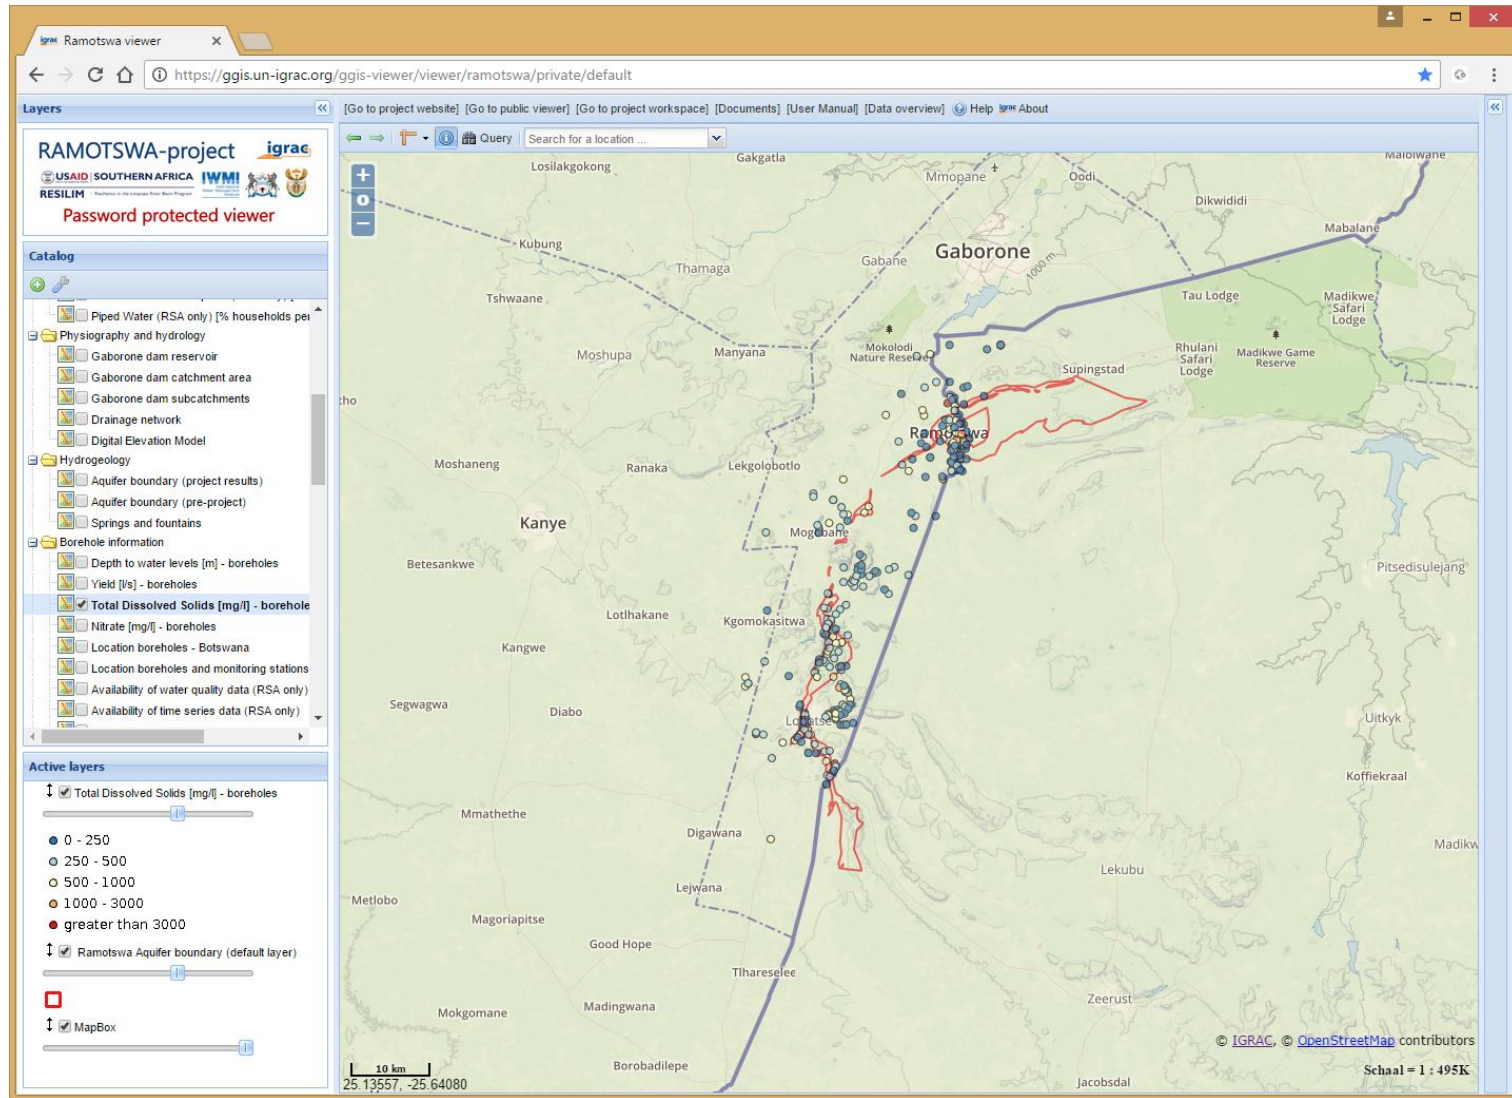 igrac Ramotswa viewer
https://ggis.un-igrac.org/ggis-viewer/viewer/ramotswa/private/default
Layers
[Go to project website] [Go to public viewer] [Go to project workspace] [Documents] [User Manual] [Data overview] Help igrac About
Query Search for a location ...
RAMOTSWA-project igrac
USAID SOUTHERN AFRICA IWMI
RESILIM
Password protected viewer
Catalog
Piped Water (RSA only) [% households per
Physiography and hydrology
Gaborone dam reservoir
Gaborone dam catchment area
Gaborone dam subcatchments
Drainage network
Digital Elevation Model
Hydrogeology
Aquifer boundary (project results)
Aquifer boundary (pre-project)
Springs and fountains
Borehole information
Depth to water levels [m] - boreholes
Yield [l/s] - boreholes
Total Dissolved Solids [mg/l] - borehole
Nitrate [mg/l] - boreholes
Location boreholes - Botswana
Location boreholes and monitoring stations
Availability of water quality data (RSA only)
Availability of time series data (RSA only)
Active layers
Total Dissolved Solids [mg/l] - boreholes
0 - 250
250 - 500
500 - 1000
1000 - 3000
greater than 3000
Ramotswa Aquifer boundary (default layer)
MapBox
Gakgatla
Malolwane
Losilakgokong
Mmopane
Oodi
Dikwididi
Mabalane
Kubung
Gaborone
Gabane
Thamaga
1000 m
Tshwaane
Tau Lodge
Madikwe
Safari
Lodge
Moshupa
Manyana
Mokolodi
Nature Reserve
Rhulani
Safari
Lodge
Madikwe Game
Reserve
Supingstad
tho
Ramotswa
Moshaneng
Ranaka
Lekgolobotlo
Kanye
Mogobane
Betesankwe
Pitsedisulejang
Lotlhakane
Kgomokasitwa
Kangwe
Segwagwa
Diabo
Lobatse
Uitkyk
Koffiekraal
Mmathethe
Digawana
Madikw
Lekubu
Lejwana
Metlobo
Magoriapitse
Good Hope
Tlhareselee
Zeerust
Madingwana
Mokgomane
© IGRAC, © OpenStreetMap contributors
Borobadilepe
10 km
Schaal = 1 : 495K
25.13557, -25.64080
Jacobsdal